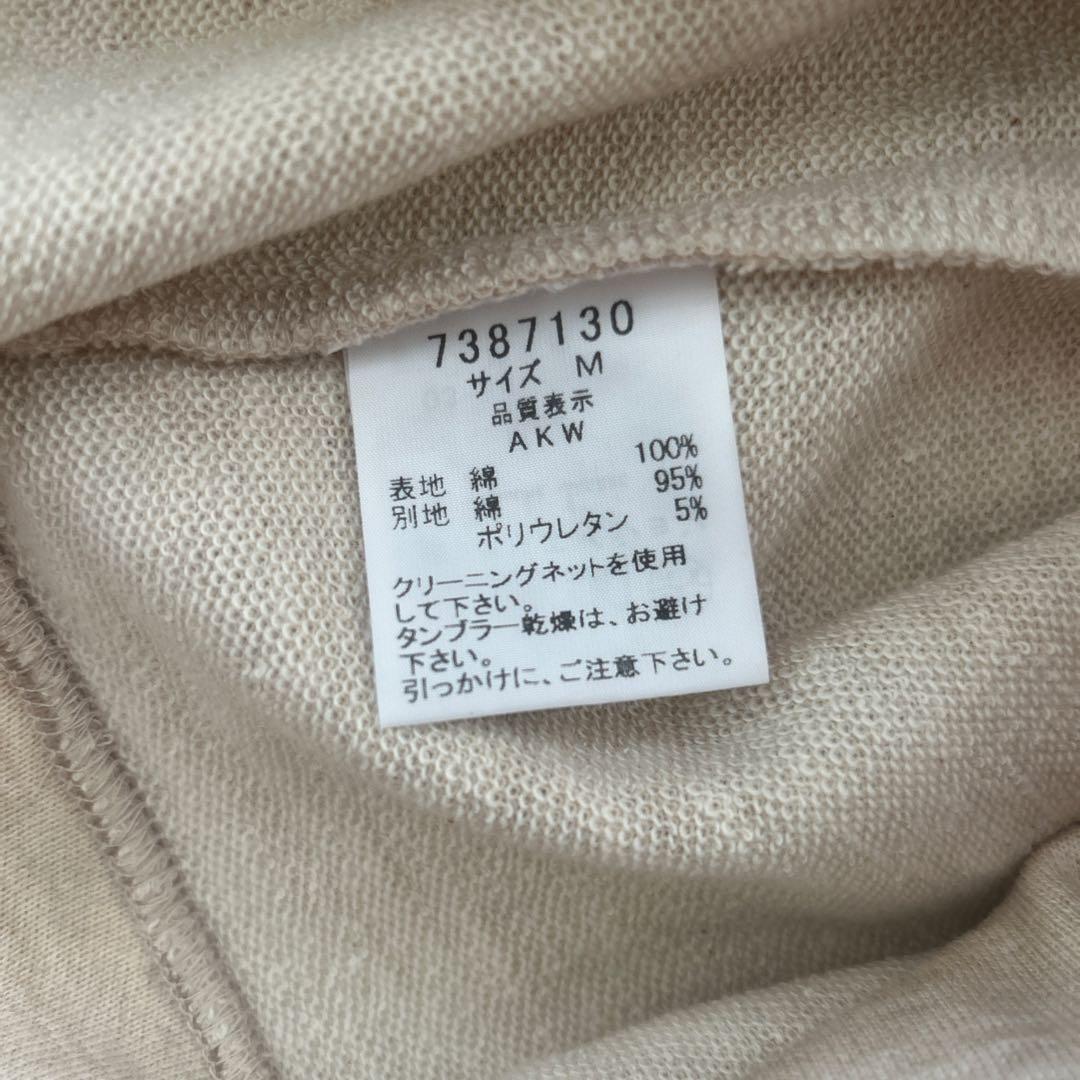 7387130
サイズ M
品質表示
AKW
表地 綿 100%
別地 綿 95%
ポリウレタン 5%
クリーニングネットを使用
して下さい。
タンブラー乾燥は、お避け
下さい。
引っかけに、ご注意下さい。